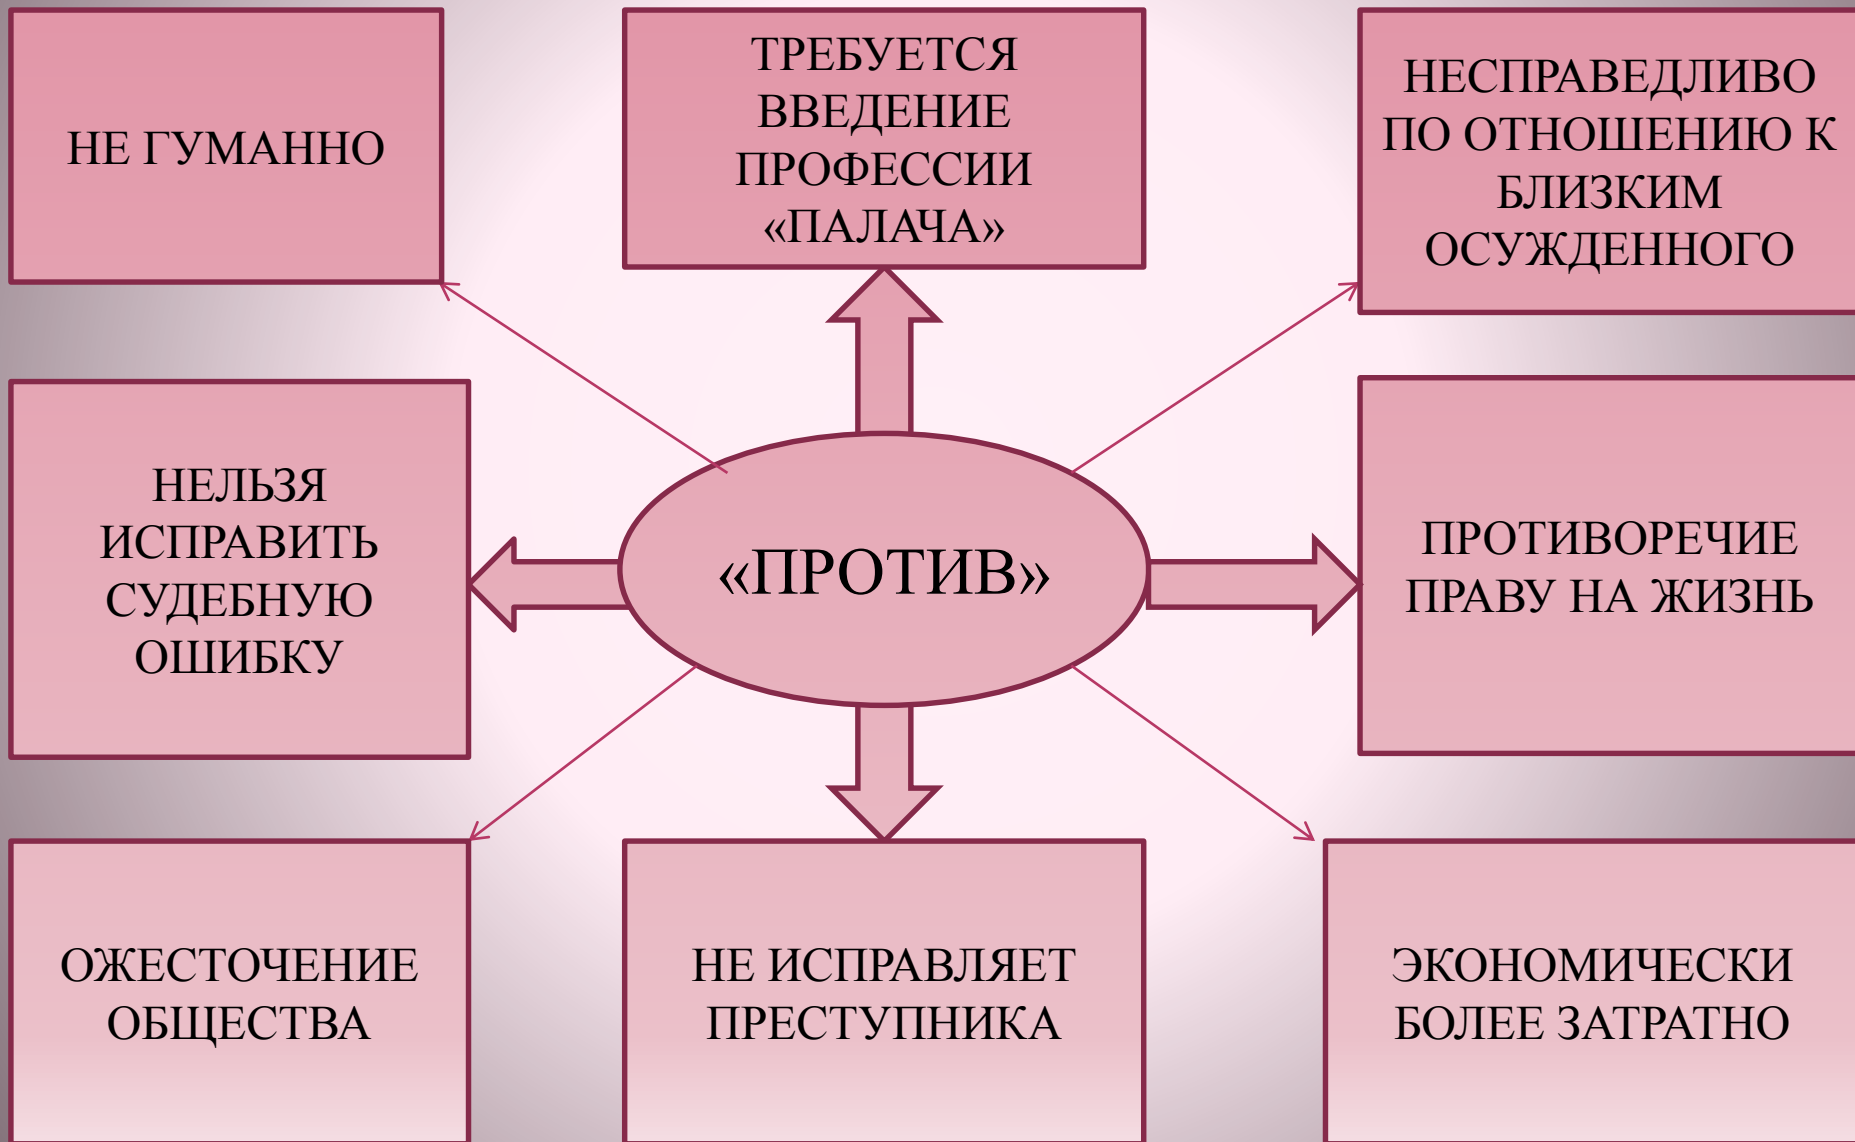 НЕ ГУМАННО
ТРЕБУЕТСЯ
ВВЕДЕНИЕ
ПРОФЕССИИ
«ПАЛАЧА»
НЕСПРАВЕДЛИВО
ПО ОТНОШЕНИЮ К
БЛИЗКИМ
ОСУЖДЕННОГО
НЕЛЬЗЯ
ИСПРАВИТЬ
СУДЕБНУЮ
ОШИБКУ
«ПРОТИВ»
ПРОТИВОРЕЧИЕ
ПРАВУ НА ЖИЗНЬ
ОЖЕСТОЧЕНИЕ
ОБЩЕСТВА
НЕ ИСПРАВЛЯЕТ
ПРЕСТУПНИКА
ЭКОНОМИЧЕСКИ
БОЛЕЕ ЗАТРАТНО